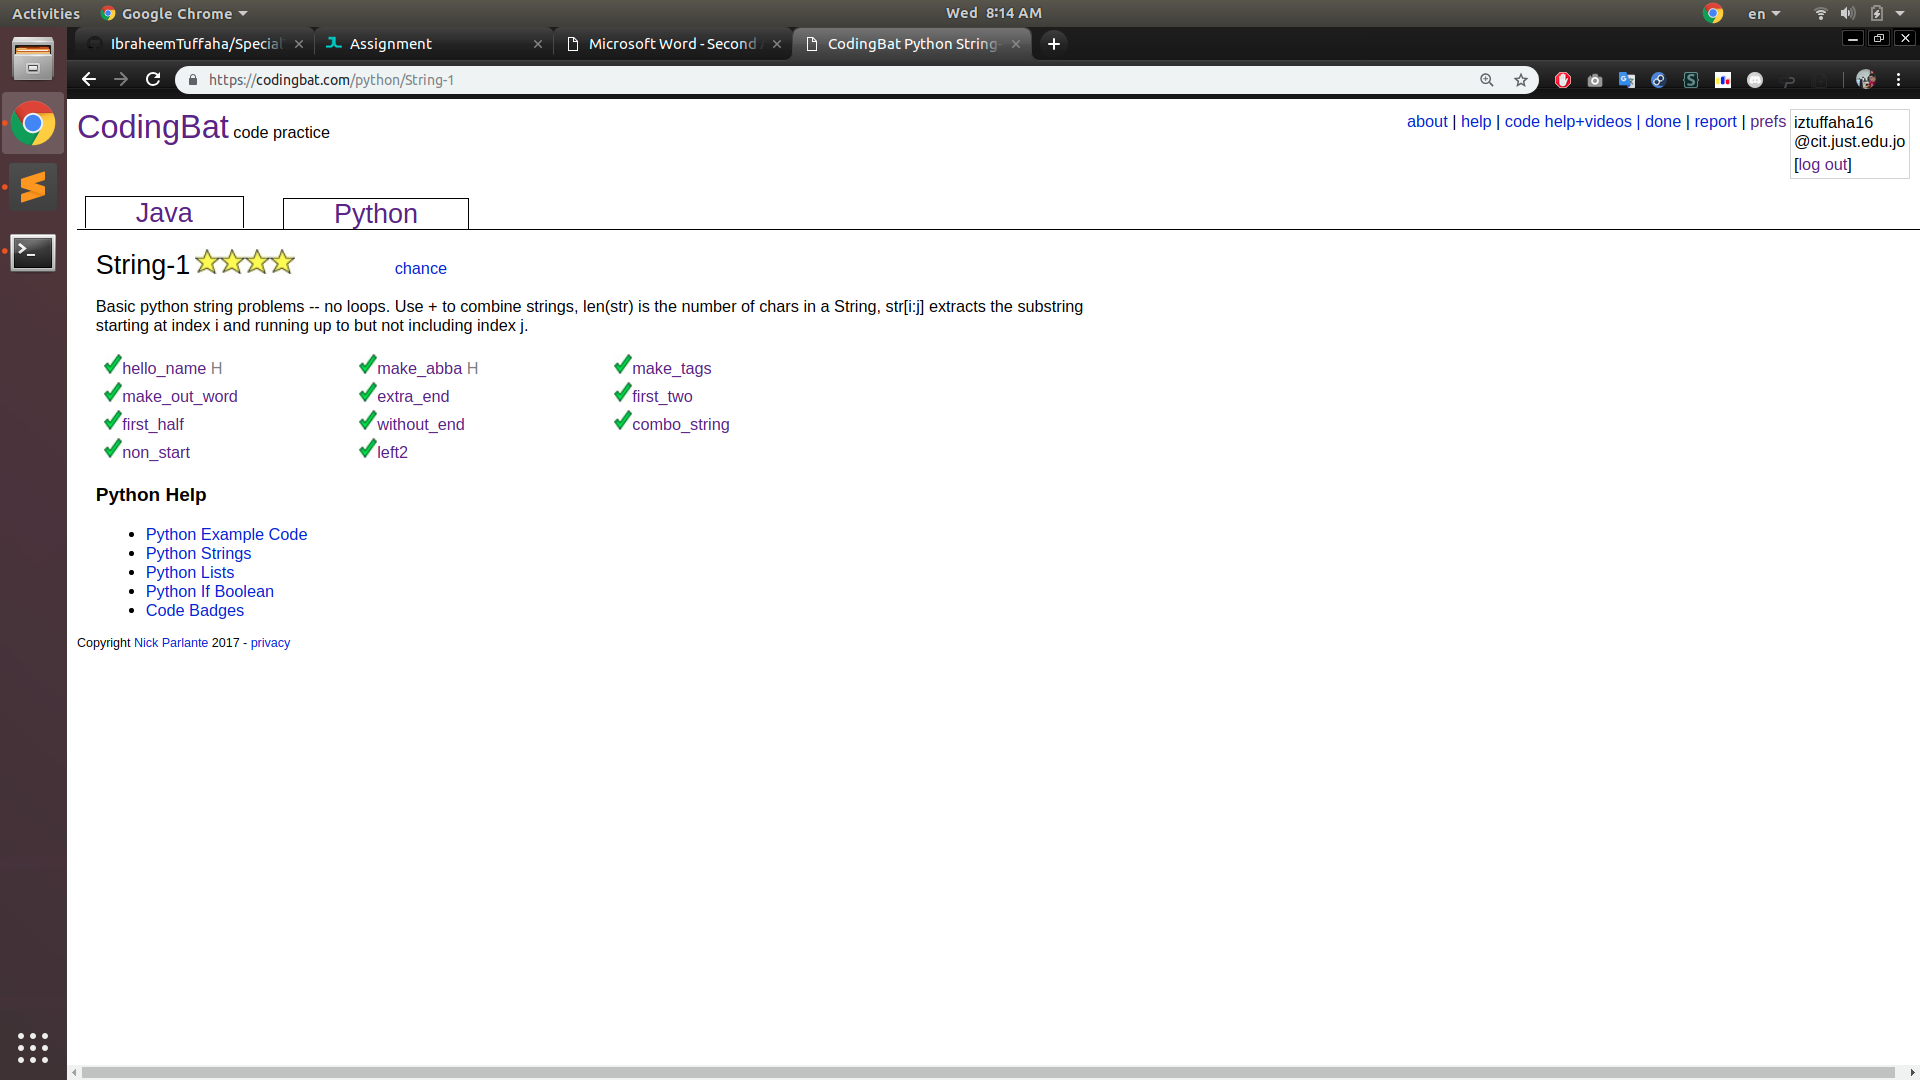 Activities Google Chrome Wed 8:14 AM en
IbraheemTuffaha/Special Assignment Microsoft Word - Second CodingBat Python String-
https://codingbat.com/python/String-1
CodingBat code practice
about | help | code help+videos | done | report | prefs
iztuffaha16
@cit.just.edu.jo
[log out]
Java Python
String-1 chance
Basic python string problems -- no loops. Use + to combine strings, len(str) is the number of chars in a String, str[i:j] extracts the substring
starting at index i and running up to but not including index j.
hello_name H make_abba H make_tags
make_out_word extra_end first_two
first_half without_end combo_string
non_start left2
Python Help
Python Example Code
Python Strings
Python Lists
Python If Boolean
Code Badges
Copyright Nick Parlante 2017 - privacy